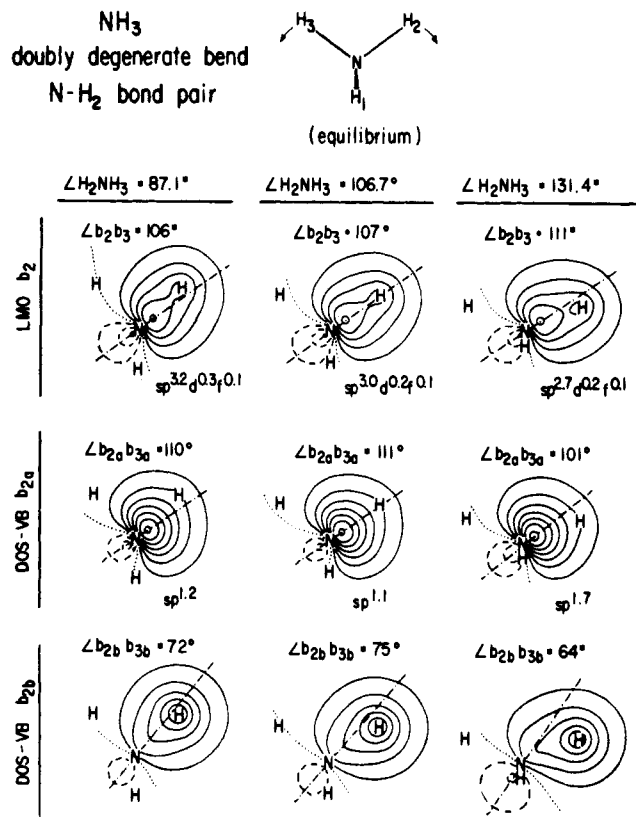 NH3
doubly degenerate bend
N-H2 bond pair
H3 H2
N
H1
(equilibrium)
∠H2NH3 = 87.1° ∠H2NH3 = 106.7° ∠H2NH3 = 131.4°
LMO b2
∠b2b3 = 106° ∠b2b3 = 107° ∠b2b3 = 111°
H H H H H H
N N N
H H H
sp3.2d0.3f0.1 sp3.0d0.2f0.1 sp2.7d0.2f0.1
DOS-VB b2a
∠b2ab3a = 110° ∠b2ab3a = 111° ∠b2ab3a = 101°
H H H H H H
N N N
H H H
sp1.2 sp1.1 sp1.7
DOS-VB b2b
∠b2bb3b = 72° ∠b2bb3b = 75° ∠b2bb3b = 64°
H H H H H H
N N N
H H H